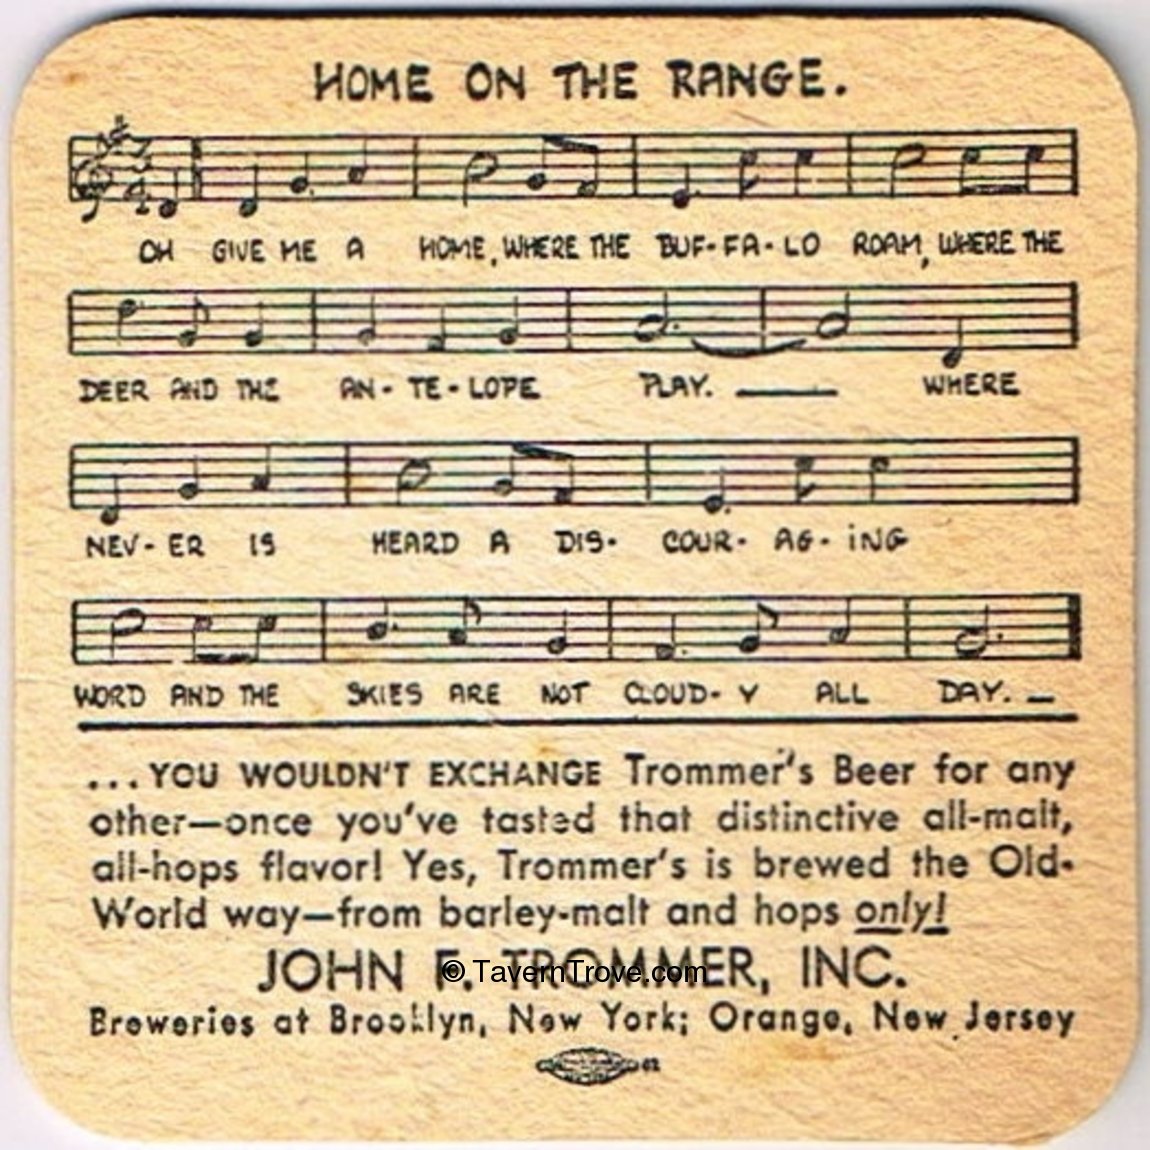 HOME ON THE RANGE.
3
4
OH GIVE ME A HOME, WHERE THE BUF-FA-LO ROAM, WHERE THE
DEER AND THE AN-TE-LOPE PLAY. WHERE
NEV-ER IS HEARD A DIS-COUR-AG-ING
WORD AND THE SKIES ARE NOT CLOUD-Y ALL DAY.
...YOU WOULDN'T EXCHANGE Trommer's Beer for any
other—once you've tasted that distinctive all-malt,
all-hops flavor! Yes, Trommer's is brewed the Old-
World way—from barley-malt and hops only!
JOHN F. TROMMER, INC.
© TavernTrove.com
Breweries at Brooklyn, New York; Orange, New Jersey